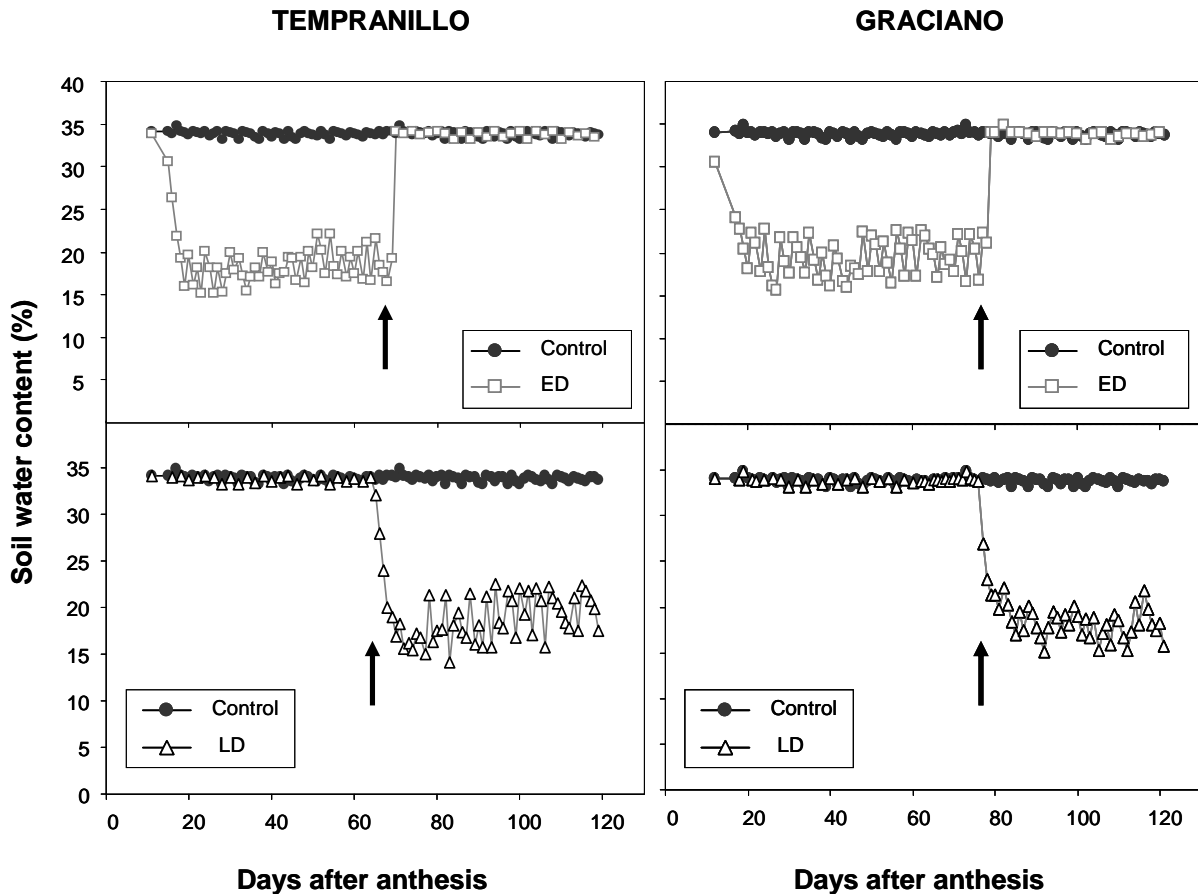 TEMPRANILLO
GRACIANO
Soil water content (%)
40
35
30
25
20
15
10
5
Control
ED
Control
ED
35
30
25
20
15
10
5
0
Control
LD
Control
LD
0 20 40 60 80 100 120
0 20 40 60 80 100 120
Days after anthesis
Days after anthesis